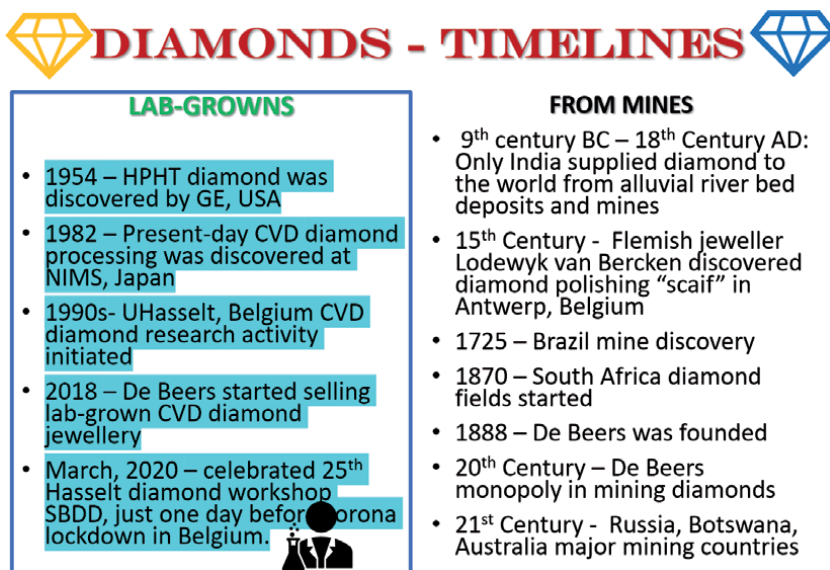 DIAMONDS - TIMELINES
LAB-GROWNS
• 1954 – HPHT diamond was
discovered by GE, USA
• 1982 – Present-day CVD diamond
processing was discovered at
NIMS, Japan
• 1990s- UHasselt, Belgium CVD
diamond research activity
initiated
• 2018 – De Beers started selling
lab-grown CVD diamond
jewellery
• March, 2020 – celebrated 25th
Hasselt diamond workshop
SBDD, just one day before corona
lockdown in Belgium.
FROM MINES
• 9th century BC – 18th Century AD:
Only India supplied diamond to
the world from alluvial river bed
deposits and mines
• 15th Century - Flemish jeweller
Lodewyk van Bercken discovered
diamond polishing “scaif” in
Antwerp, Belgium
• 1725 – Brazil mine discovery
• 1870 – South Africa diamond
fields started
• 1888 – De Beers was founded
• 20th Century – De Beers
monopoly in mining diamonds
• 21st Century - Russia, Botswana,
Australia major mining countries